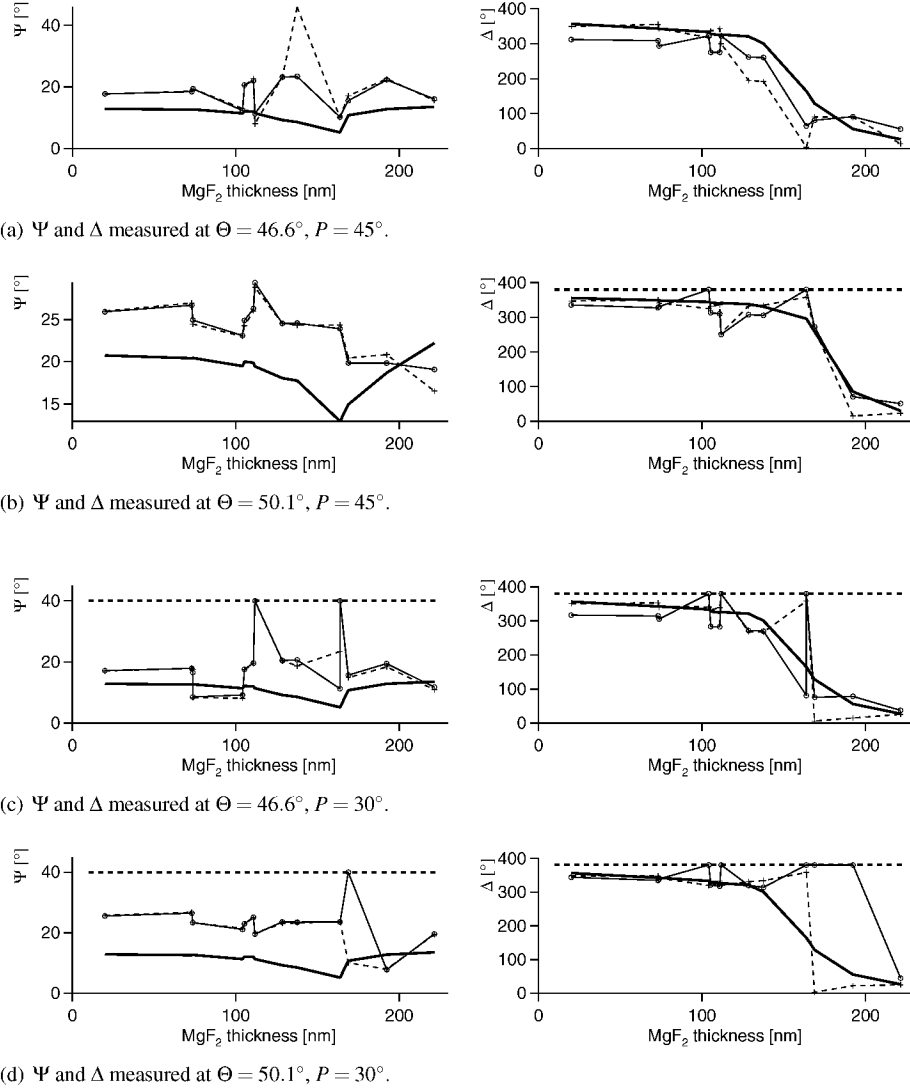 Ψ [°]
40
20
0
0 100 200
MgF₂ thickness [nm]
Δ [°]
400
300
200
100
0
0 100 200
MgF₂ thickness [nm]
(a) Ψ and Δ measured at Θ = 46.6°, P = 45°.
Ψ [°]
25
20
15
0 100 200
MgF₂ thickness [nm]
Δ [°]
400
300
200
100
0
0 100 200
MgF₂ thickness [nm]
(b) Ψ and Δ measured at Θ = 50.1°, P = 45°.
Ψ [°]
40
20
0
0 100 200
MgF₂ thickness [nm]
Δ [°]
400
300
200
100
0
0 100 200
MgF₂ thickness [nm]
(c) Ψ and Δ measured at Θ = 46.6°, P = 30°.
Ψ [°]
40
20
0
0 100 200
MgF₂ thickness [nm]
Δ [°]
400
300
200
100
0
0 100 200
MgF₂ thickness [nm]
(d) Ψ and Δ measured at Θ = 50.1°, P = 30°.